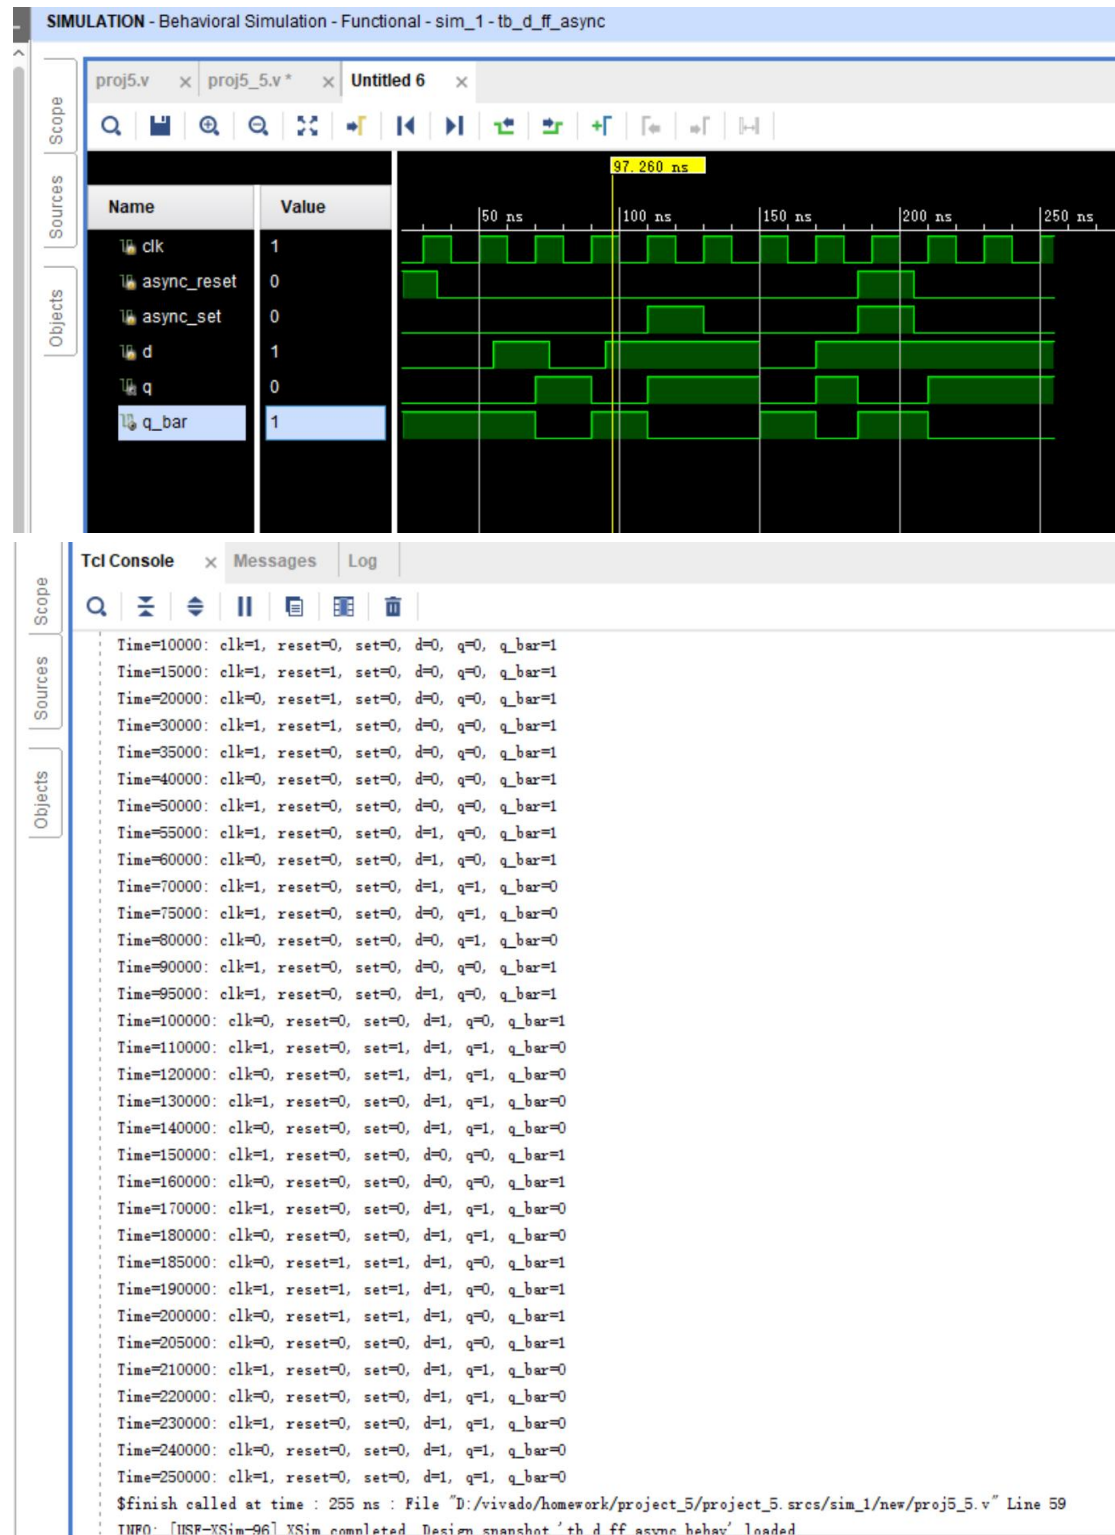 SIMULATION - Behavioral Simulation - Functional - sim_1 - tb_d_ff_async
proj5.v × proj5_5.v * × Untitled 6 ×
Scope
Sources
Objects
97.260 ns
Name Value
50 ns 100 ns 150 ns 200 ns 250 ns
clk 1
async_reset 0
async_set 0
d 1
q 0
q_bar 1
Tcl Console × Messages Log
Scope
Sources
Objects
Time=10000: clk=1, reset=0, set=0, d=0, q=0, q_bar=1
Time=15000: clk=1, reset=1, set=0, d=0, q=0, q_bar=1
Time=20000: clk=0, reset=1, set=0, d=0, q=0, q_bar=1
Time=30000: clk=1, reset=1, set=0, d=0, q=0, q_bar=1
Time=35000: clk=1, reset=0, set=0, d=0, q=0, q_bar=1
Time=40000: clk=0, reset=0, set=0, d=0, q=0, q_bar=1
Time=50000: clk=1, reset=0, set=0, d=0, q=0, q_bar=1
Time=55000: clk=1, reset=0, set=0, d=1, q=0, q_bar=1
Time=60000: clk=0, reset=0, set=0, d=1, q=0, q_bar=1
Time=70000: clk=1, reset=0, set=0, d=1, q=1, q_bar=0
Time=75000: clk=1, reset=0, set=0, d=0, q=1, q_bar=0
Time=80000: clk=0, reset=0, set=0, d=0, q=1, q_bar=0
Time=90000: clk=1, reset=0, set=0, d=0, q=0, q_bar=1
Time=95000: clk=1, reset=0, set=0, d=1, q=0, q_bar=1
Time=100000: clk=0, reset=0, set=0, d=1, q=0, q_bar=1
Time=110000: clk=1, reset=0, set=1, d=1, q=1, q_bar=0
Time=120000: clk=0, reset=0, set=1, d=1, q=1, q_bar=0
Time=130000: clk=1, reset=0, set=0, d=1, q=1, q_bar=0
Time=140000: clk=0, reset=0, set=0, d=1, q=1, q_bar=0
Time=150000: clk=1, reset=0, set=0, d=0, q=0, q_bar=1
Time=160000: clk=0, reset=0, set=0, d=0, q=0, q_bar=1
Time=170000: clk=1, reset=0, set=0, d=1, q=1, q_bar=0
Time=180000: clk=0, reset=0, set=0, d=1, q=1, q_bar=0
Time=185000: clk=0, reset=1, set=1, d=1, q=0, q_bar=1
Time=190000: clk=1, reset=1, set=1, d=1, q=0, q_bar=1
Time=200000: clk=0, reset=1, set=1, d=1, q=0, q_bar=1
Time=205000: clk=0, reset=0, set=0, d=1, q=0, q_bar=1
Time=210000: clk=1, reset=0, set=0, d=1, q=1, q_bar=0
Time=220000: clk=0, reset=0, set=0, d=1, q=1, q_bar=0
Time=230000: clk=1, reset=0, set=0, d=1, q=1, q_bar=0
Time=240000: clk=0, reset=0, set=0, d=1, q=1, q_bar=0
Time=250000: clk=1, reset=0, set=0, d=1, q=1, q_bar=0
$finish called at time : 255 ns : File "D:/vivado/homework/project_5/project_5.srcs/sim_1/new/proj5_5.v" Line 59
INFO: [USF-XSim-96] XSim completed. Design snapshot 'tb_d_ff_async_behav' loaded.